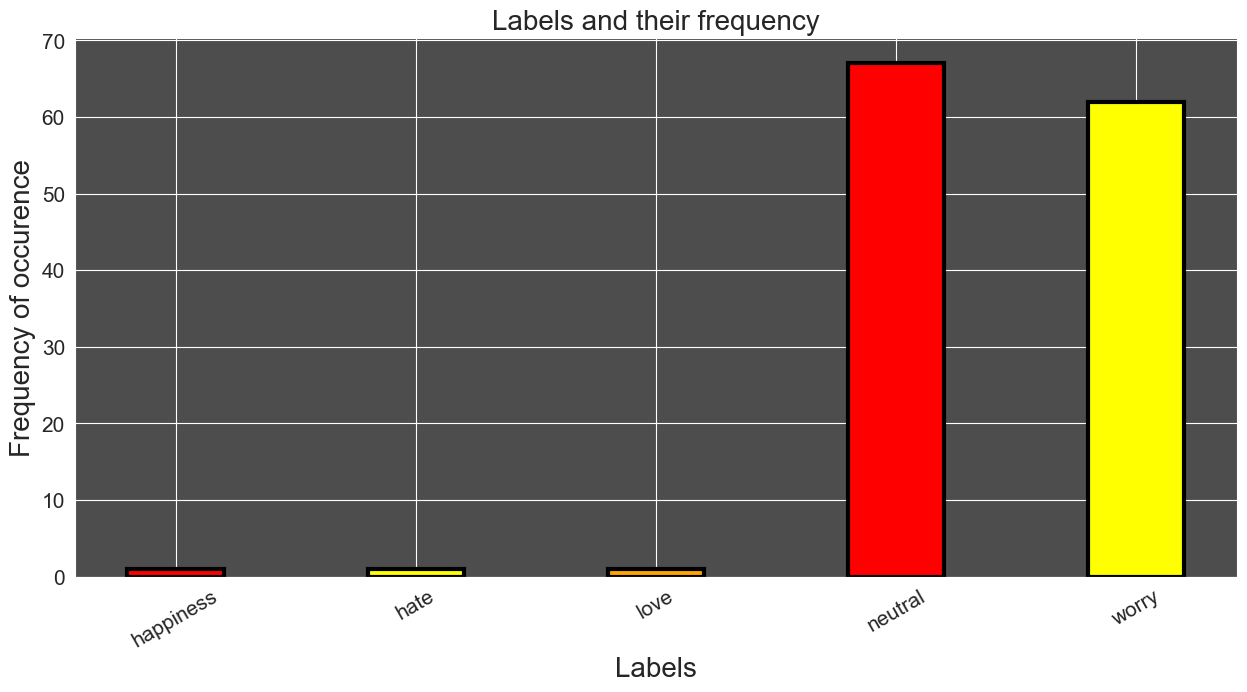 Labels and their frequency
70
60
50
40
30
20
10
0
Frequency of occurence
happiness
hate
love
neutral
worry
Labels